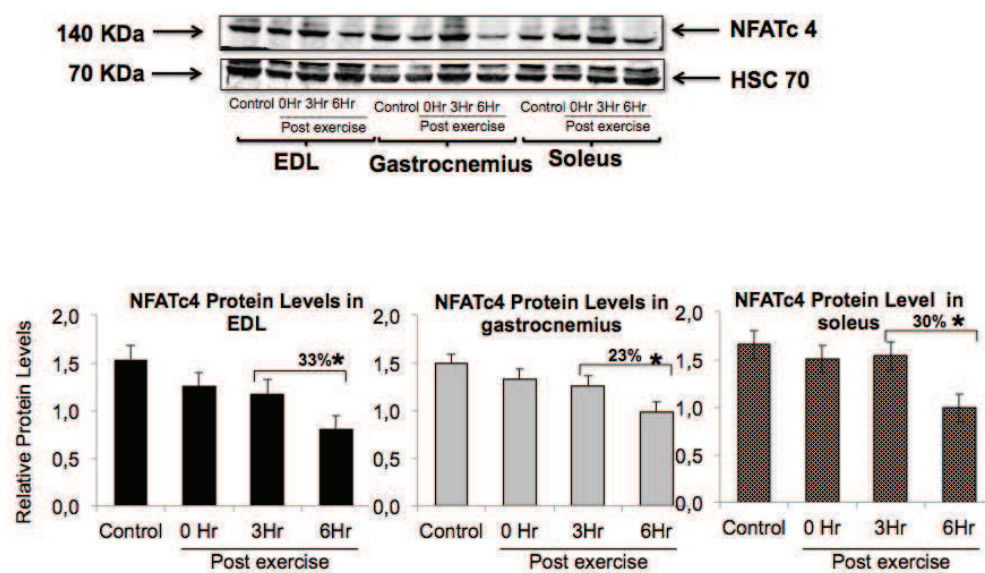 140 KDa NFATc 4
70 KDa HSC 70
Control 0Hr 3Hr 6Hr Control 0Hr 3Hr 6Hr Control 0Hr 3Hr 6Hr
Post exercise Post exercise Post exercise
EDL Gastrocnemius Soleus
NFATc4 Protein Levels in
EDL
Relative Protein Levels
2,0
1,5
1,0
0,5
0,0
33%*
Control 0 Hr 3Hr 6Hr
Post exercise
NFATc4 Protein Levels in
gastrocnemius
2,0
1,5
1,0
0,5
0,0
23% *
Control 0 Hr 3Hr 6Hr
Post exercise
NFATc4 Protein Level in
soleus
2,0
1,5
1,0
0,5
0,0
30% *
Control 0 Hr 3Hr 6Hr
Post exercise